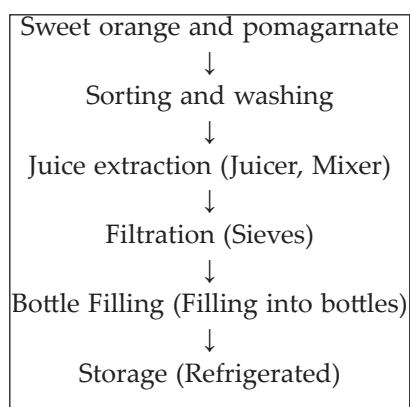 Sweet orange and pomagarnate
↓
Sorting and washing
↓
Juice extraction (Juicer, Mixer)
↓
Filtration (Sieves)
↓
Bottle Filling (Filling into bottles)
↓
Storage (Refrigerated)